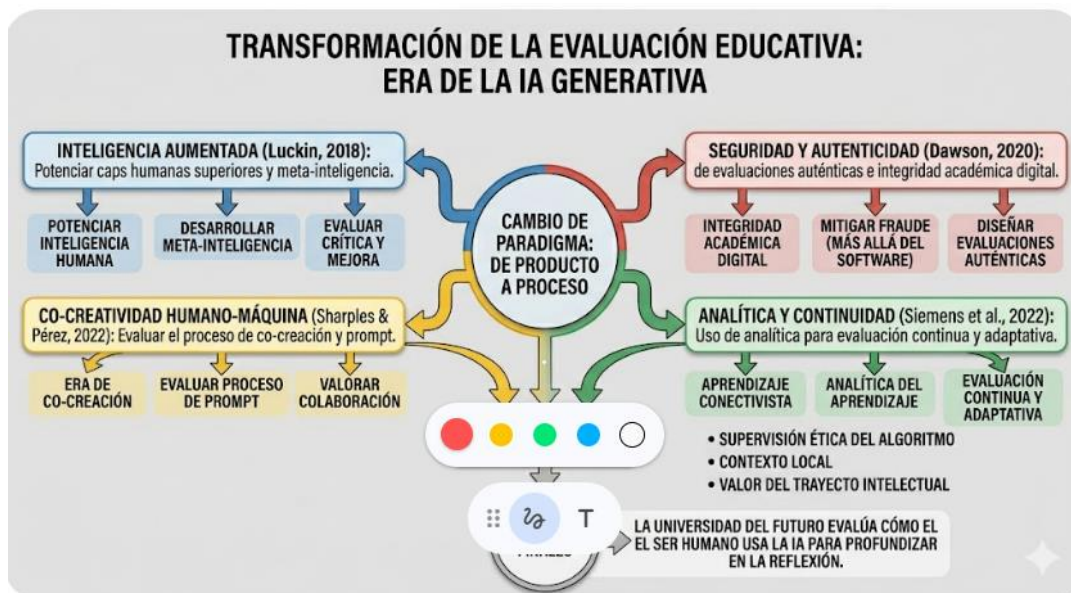 TRANSFORMACIÓN DE LA EVALUACIÓN EDUCATIVA:
ERA DE LA IA GENERATIVA
INTELIGENCIA AUMENTADA (Luckin, 2018):
Potenciar caps humanas superiores y meta-inteligencia.
POTENCIAR
INTELIGENCIA
HUMANA
DESARROLLAR
META-INTELIGENCIA
EVALUAR
CRÍTICA Y
MEJORA
CAMBIO DE
PARADIGMA:
DE PRODUCTO
A PROCESO
SEGURIDAD Y AUTENTICIDAD (Dawson, 2020):
de evaluaciones auténticas e integridad académica digital.
INTEGRIDAD
ACADÉMICA
DIGITAL
MITIGAR FRAUDE
(MÁS ALLÁ DEL
SOFTWARE)
DISEÑAR
EVALUACIONES
AUTÉNTICAS
CO-CREATIVIDAD HUMANO-MÁQUINA (Sharples &
Pérez, 2022): Evaluar el proceso de co-creación y prompt.
ERA DE
CO-CREACIÓN
EVALUAR PROCESO
DE PROMPT
VALORAR
COLABORACIÓN
ANALÍTICA Y CONTINUIDAD (Siemens et al., 2022):
Uso de analítica para evaluación continua y adaptativa.
APRENDIZAJE
CONECTIVISTA
ANALÍTICA DEL
APRENDIZAJE
EVALUACIÓN
CONTINUA Y
ADAPTATIVA
• SUPERVISIÓN ÉTICA DEL ALGORITMO
• CONTEXTO LOCAL
• VALOR DEL TRAYECTO INTELECTUAL
T
LA UNIVERSIDAD DEL FUTURO EVALÚA CÓMO EL
EL SER HUMANO USA LA IA PARA PROFUNDIZAR
EN LA REFLEXIÓN.